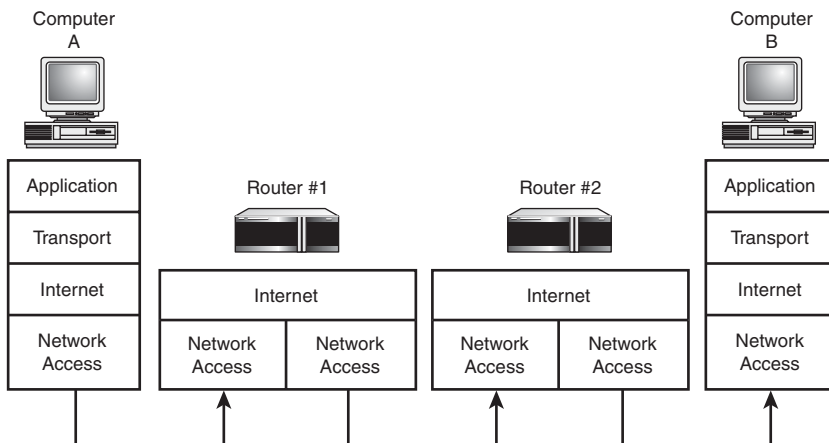 Computer
A
Application
Transport
Internet
Network
Access
Router #1
Internet
Network
Access
Network
Access
Router #2
Internet
Network
Access
Network
Access
Computer
B
Application
Transport
Internet
Network
Access